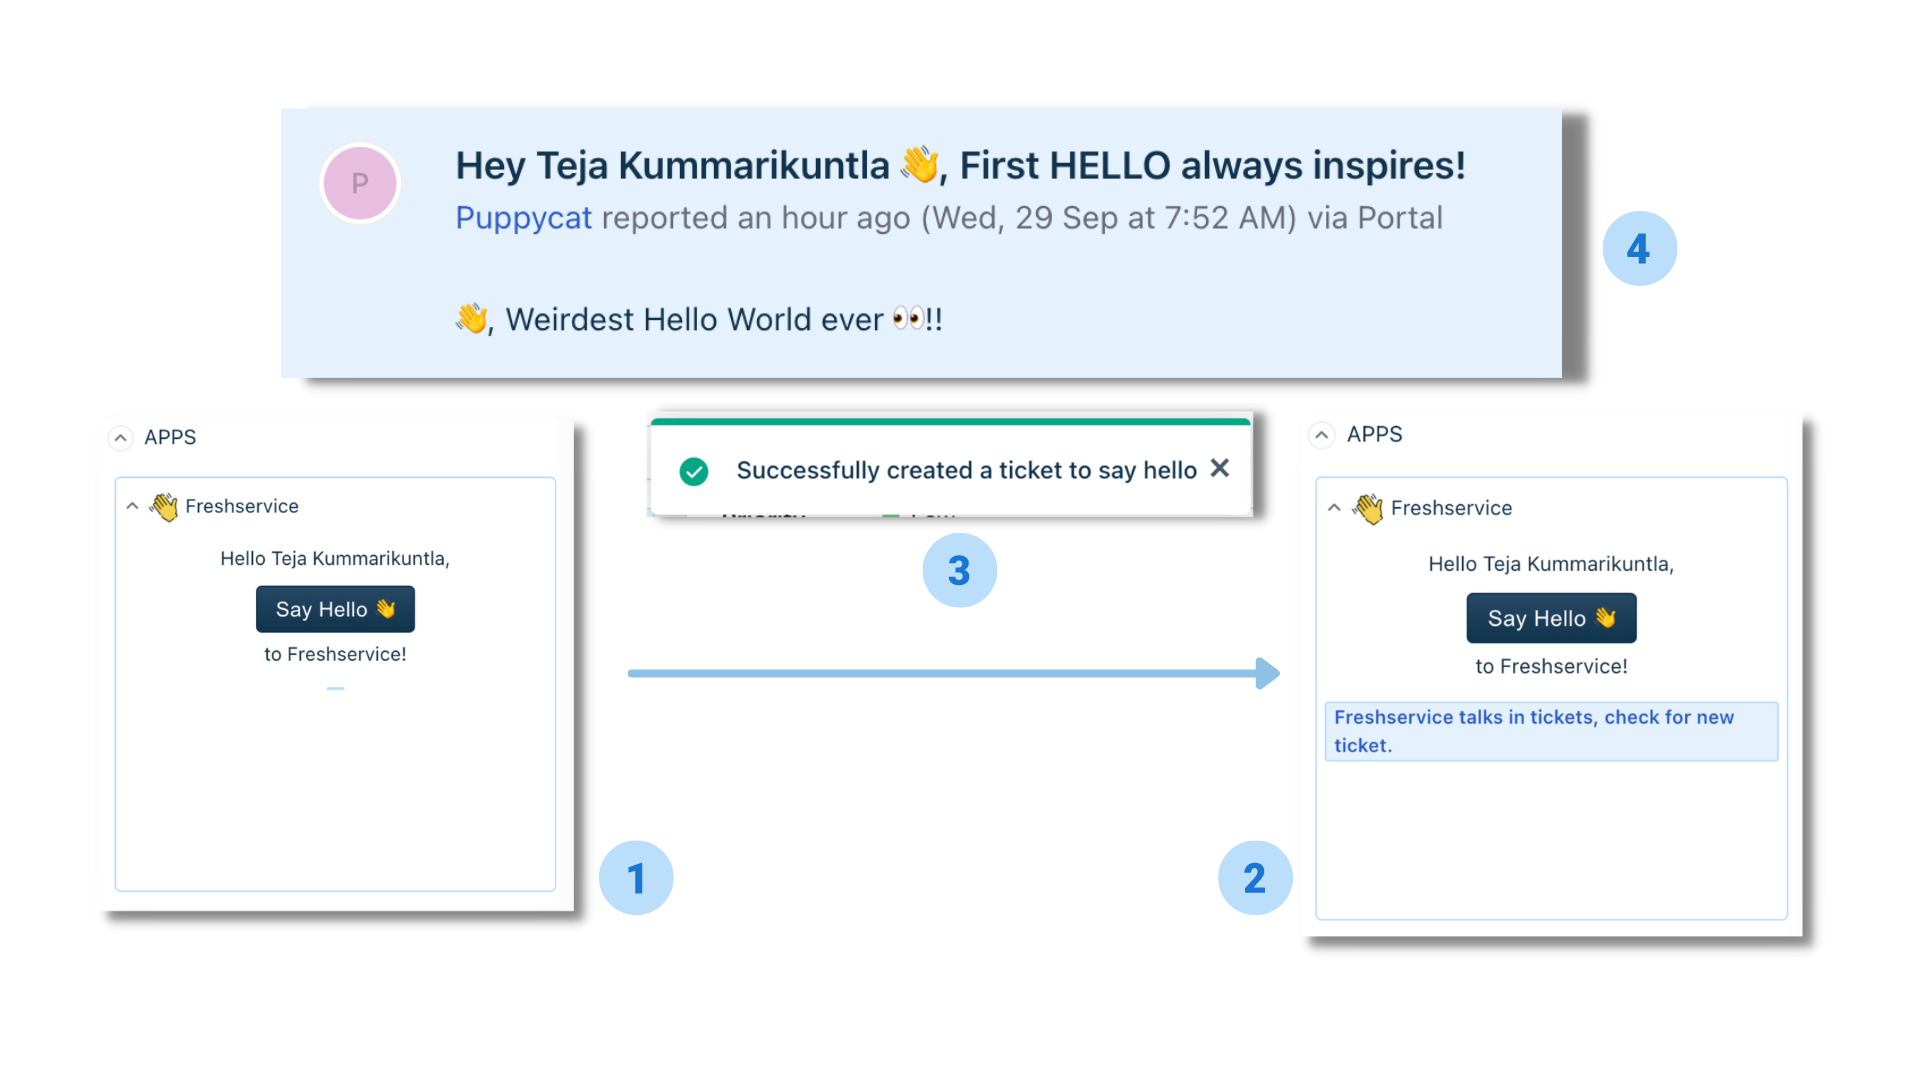 Hey Teja Kummarikuntla 👋, First HELLO always inspires!
P
Puppycat reported an hour ago (Wed, 29 Sep at 7:52 AM) via Portal
👋, Weirdest Hello World ever 👀!!
4
APPS
👋 Freshservice
Hello Teja Kummarikuntla,
Say Hello 👋
to Freshservice!
1
Successfully created a ticket to say hello
3
APPS
👋 Freshservice
Hello Teja Kummarikuntla,
Say Hello 👋
to Freshservice!
Freshservice talks in tickets, check for new
ticket.
2